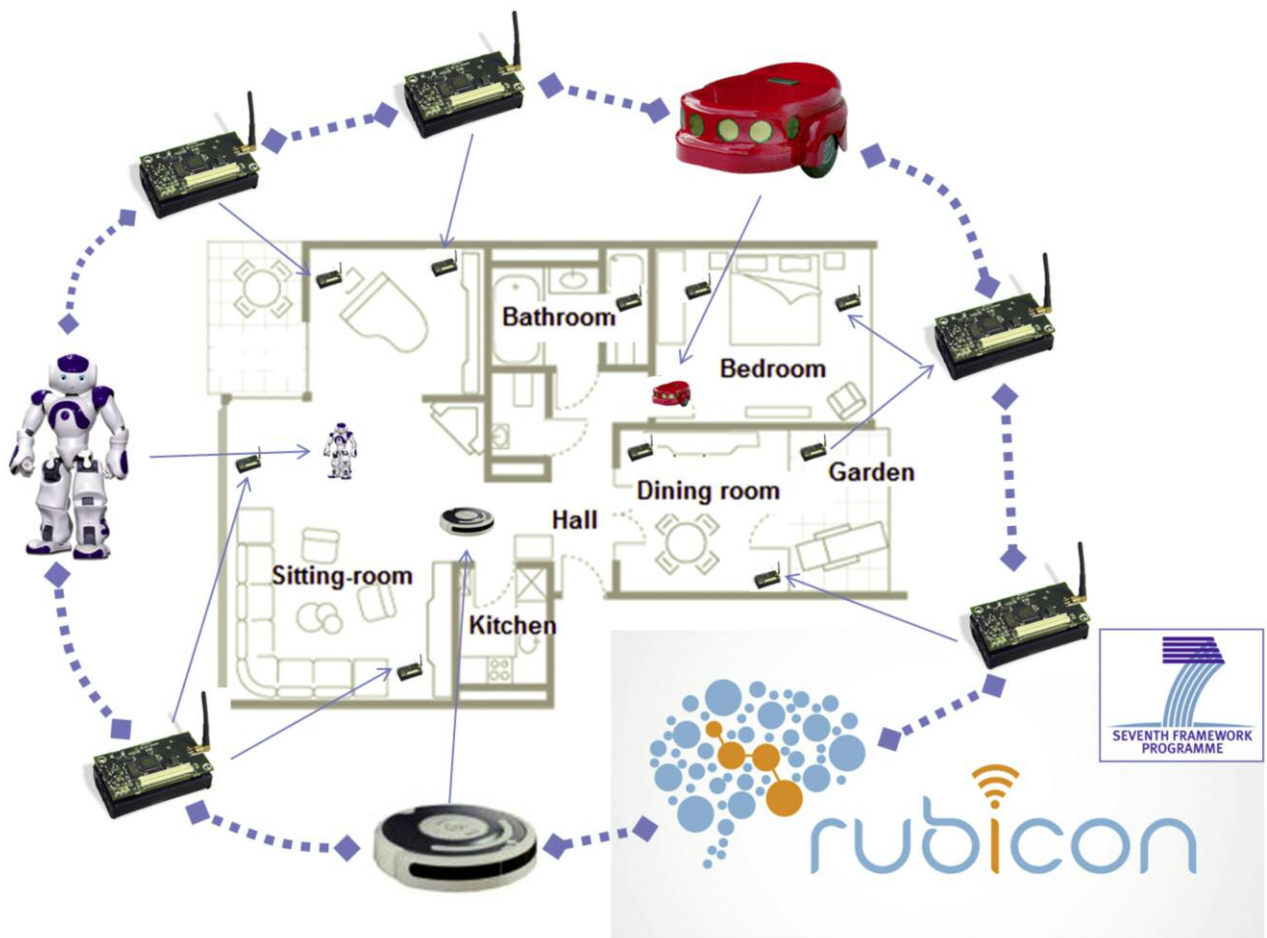 Bathroom
Bedroom
Garden
Dining room
Hall
Sitting-room
Kitchen
SEVENTH FRAMEWORK
PROGRAMME
rubicon